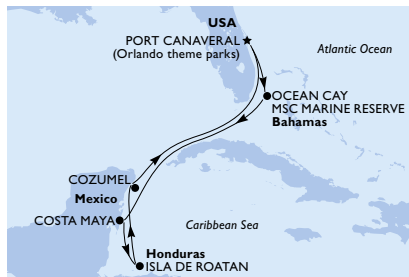 USA
PORT CANAVERAL
(Orlando theme parks)
Atlantic Ocean
OCEAN CAY
MSC MARINE RESERVE
Bahamas
COZUMEL
Mexico
COSTA MAYA
Caribbean Sea
Honduras
ISLA DE ROATAN